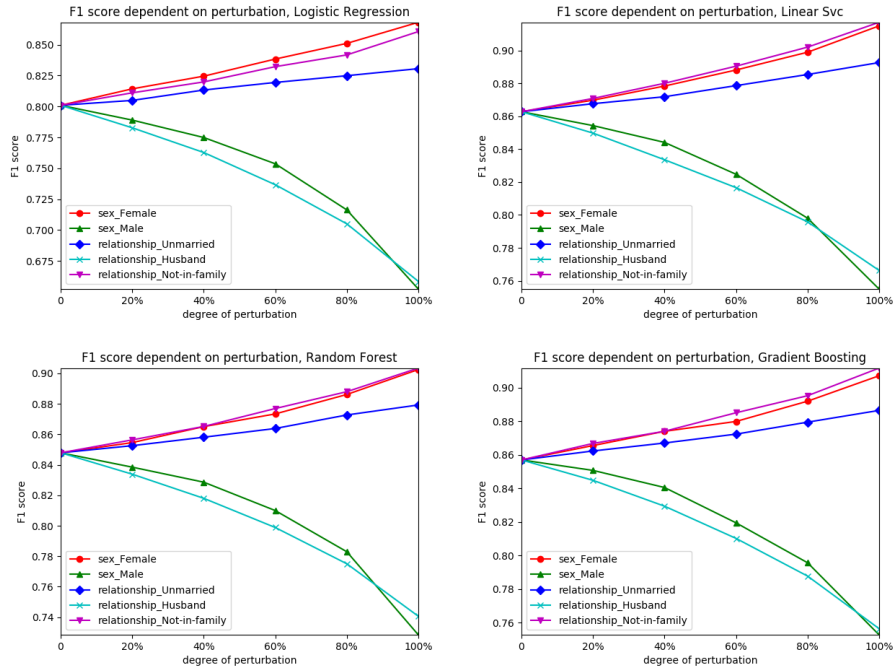 F1 score dependent on perturbation, Logistic Regression
F1 score
0.850
0.825
0.800
0.775
0.750
0.725
0.700
0.675
sex_Female
sex_Male
relationship_Unmarried
relationship_Husband
relationship_Not-in-family
0 20% 40% 60% 80% 100%
degree of perturbation
F1 score dependent on perturbation, Linear Svc
F1 score
0.90
0.88
0.86
0.84
0.82
0.80
0.78
0.76
sex_Female
sex_Male
relationship_Unmarried
relationship_Husband
relationship_Not-in-family
0 20% 40% 60% 80% 100%
degree of perturbation
F1 score dependent on perturbation, Random Forest
F1 score
0.90
0.88
0.86
0.84
0.82
0.80
0.78
0.76
0.74
sex_Female
sex_Male
relationship_Unmarried
relationship_Husband
relationship_Not-in-family
0 20% 40% 60% 80% 100%
degree of perturbation
F1 score dependent on perturbation, Gradient Boosting
F1 score
0.90
0.88
0.86
0.84
0.82
0.80
0.78
0.76
sex_Female
sex_Male
relationship_Unmarried
relationship_Husband
relationship_Not-in-family
0 20% 40% 60% 80% 100%
degree of perturbation